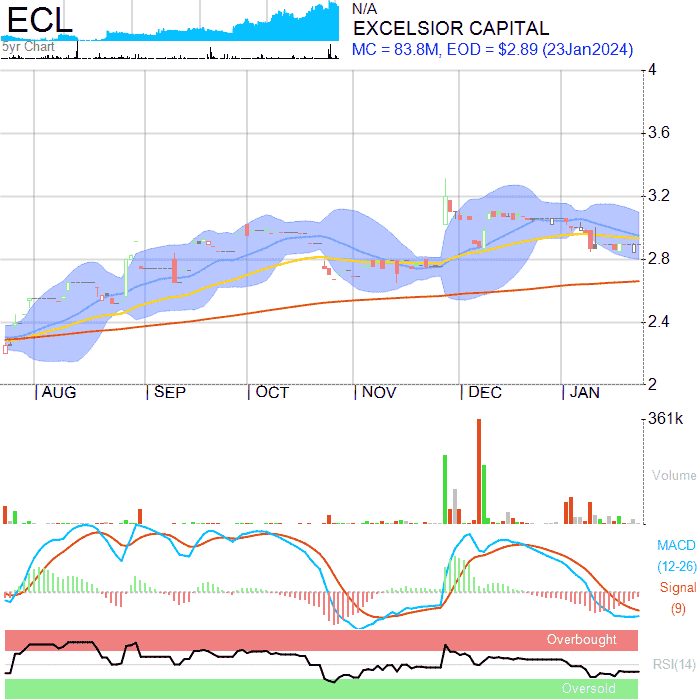 ECL
N/A
EXCELSIOR CAPITAL
5yr Chart
MC = 83.8M, EOD = $2.89 (23Jan2024)
4
3.6
3.2
2.8
2.4
2
AUG
SEP
OCT
NOV
DEC
JAN
361k
Volume
MACD
(12-26)
Signal
(9)
Overbought
RSI(14)
Oversold